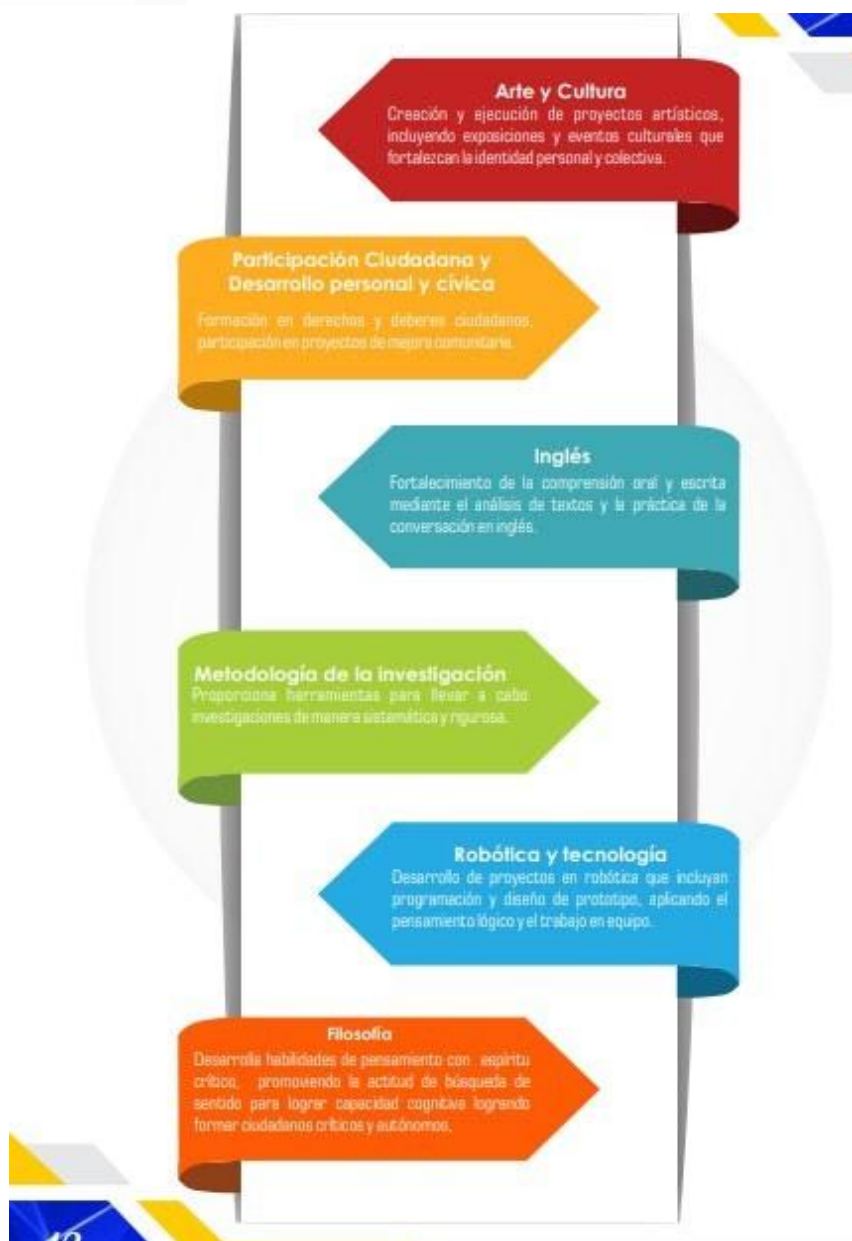 Arte y Cultura
Creación y ejecución de proyectos artísticos,
incluyendo exposiciones y eventos culturales que
fortalezcan la identidad personal y colectiva.
Participación Ciudadana y
Desarrollo personal y cívica
Formación en derechos y deberes ciudadanos,
participación en proyectos de mejora comunitaria.
Inglés
Fortalecimiento de la comprensión oral y escrita
mediante el análisis de textos y la práctica de la
conversación en inglés.
Metodología de la investigación
Proporciona herramientas para llevar a cabo
investigaciones de manera sistemática y rigurosa.
Robótica y tecnología
Desarrollo de proyectos en robótica que incluyan
programación y diseño de prototipo, aplicando el
pensamiento lógico y el trabajo en equipo.
Filosofía
Desarrolla habilidades de pensamiento con espíritu
crítico, promoviendo la actitud de búsqueda de
sentido para lograr capacidad cognitiva logrando
formar ciudadanos críticos y autónomos.